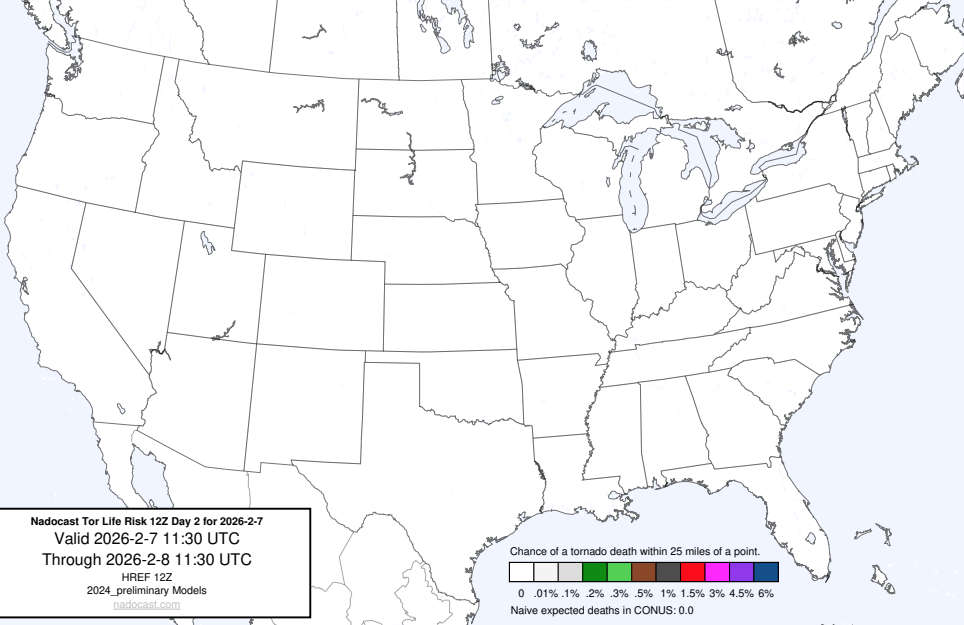 Nadocast Tor Life Risk 12Z Day 2 for 2026-2-7
Valid 2026-2-7 11:30 UTC
Through 2026-2-8 11:30 UTC
HREF 12Z
2024_preliminary Models
nadocast.com
Chance of a tornado death within 25 miles of a point.
0 .01% .1% .2% .3% .5% 1% 1.5% 3% 4.5% 6%
Naive expected deaths in CONUS: 0.0